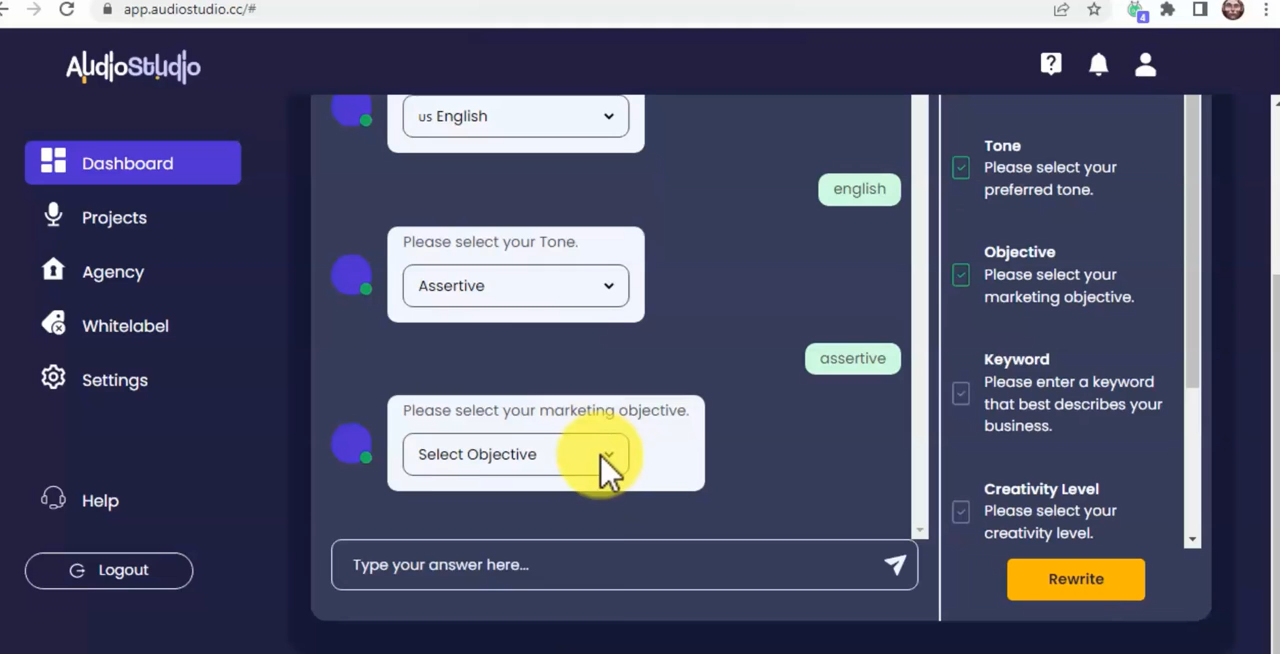 app.audiostudio.cc/#
4
AudioStudio
Dashboard
Projects
Agency
Whitelabel
Settings
Help
Logout
us English
english
Please select your Tone.
Assertive
assertive
Please select your marketing objective.
Select Objective
Type your answer here...
Tone
Please select your
preferred tone.
Objective
Please select your
marketing objective.
Keyword
Please enter a keyword
that best describes your
business.
Creativity Level
Please select your
creativity level.
Rewrite